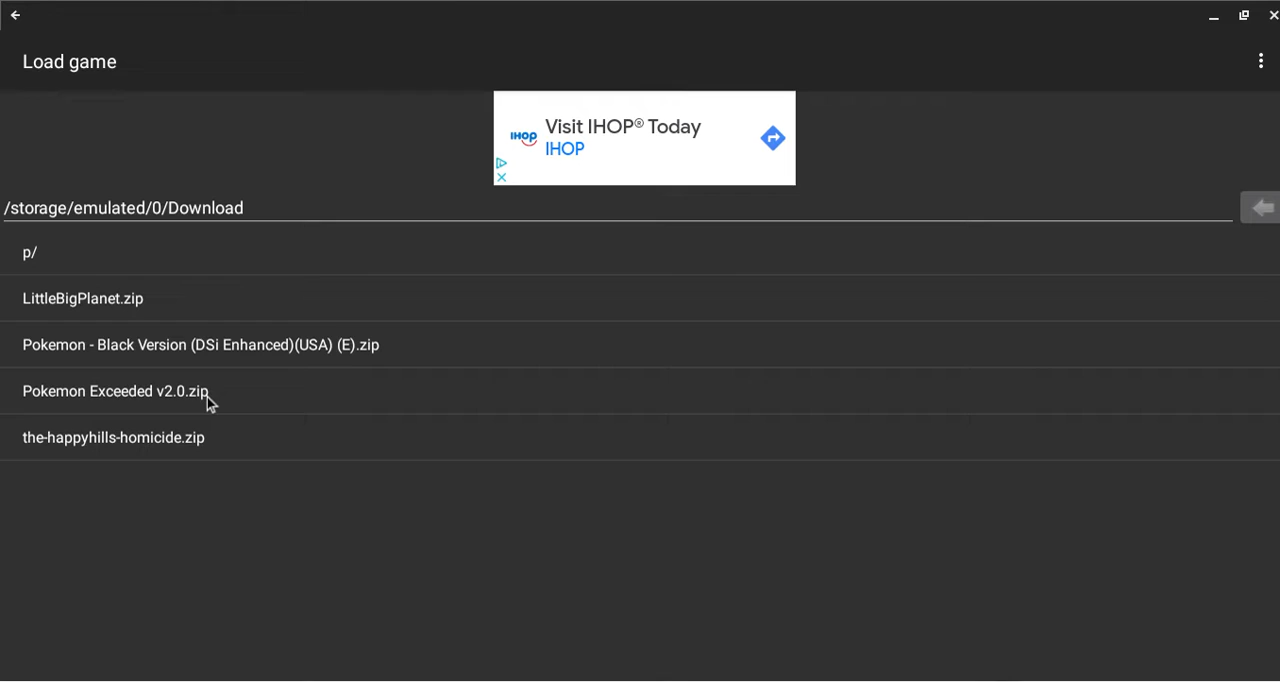 Load game
IHOP
Visit IHOP® Today
IHOP
/storage/emulated/0/Download
p/
LittleBigPlanet.zip
Pokemon - Black Version (DSi Enhanced)(USA) (E).zip
Pokemon Exceeded v2.0.zip
the-happyhills-homicide.zip